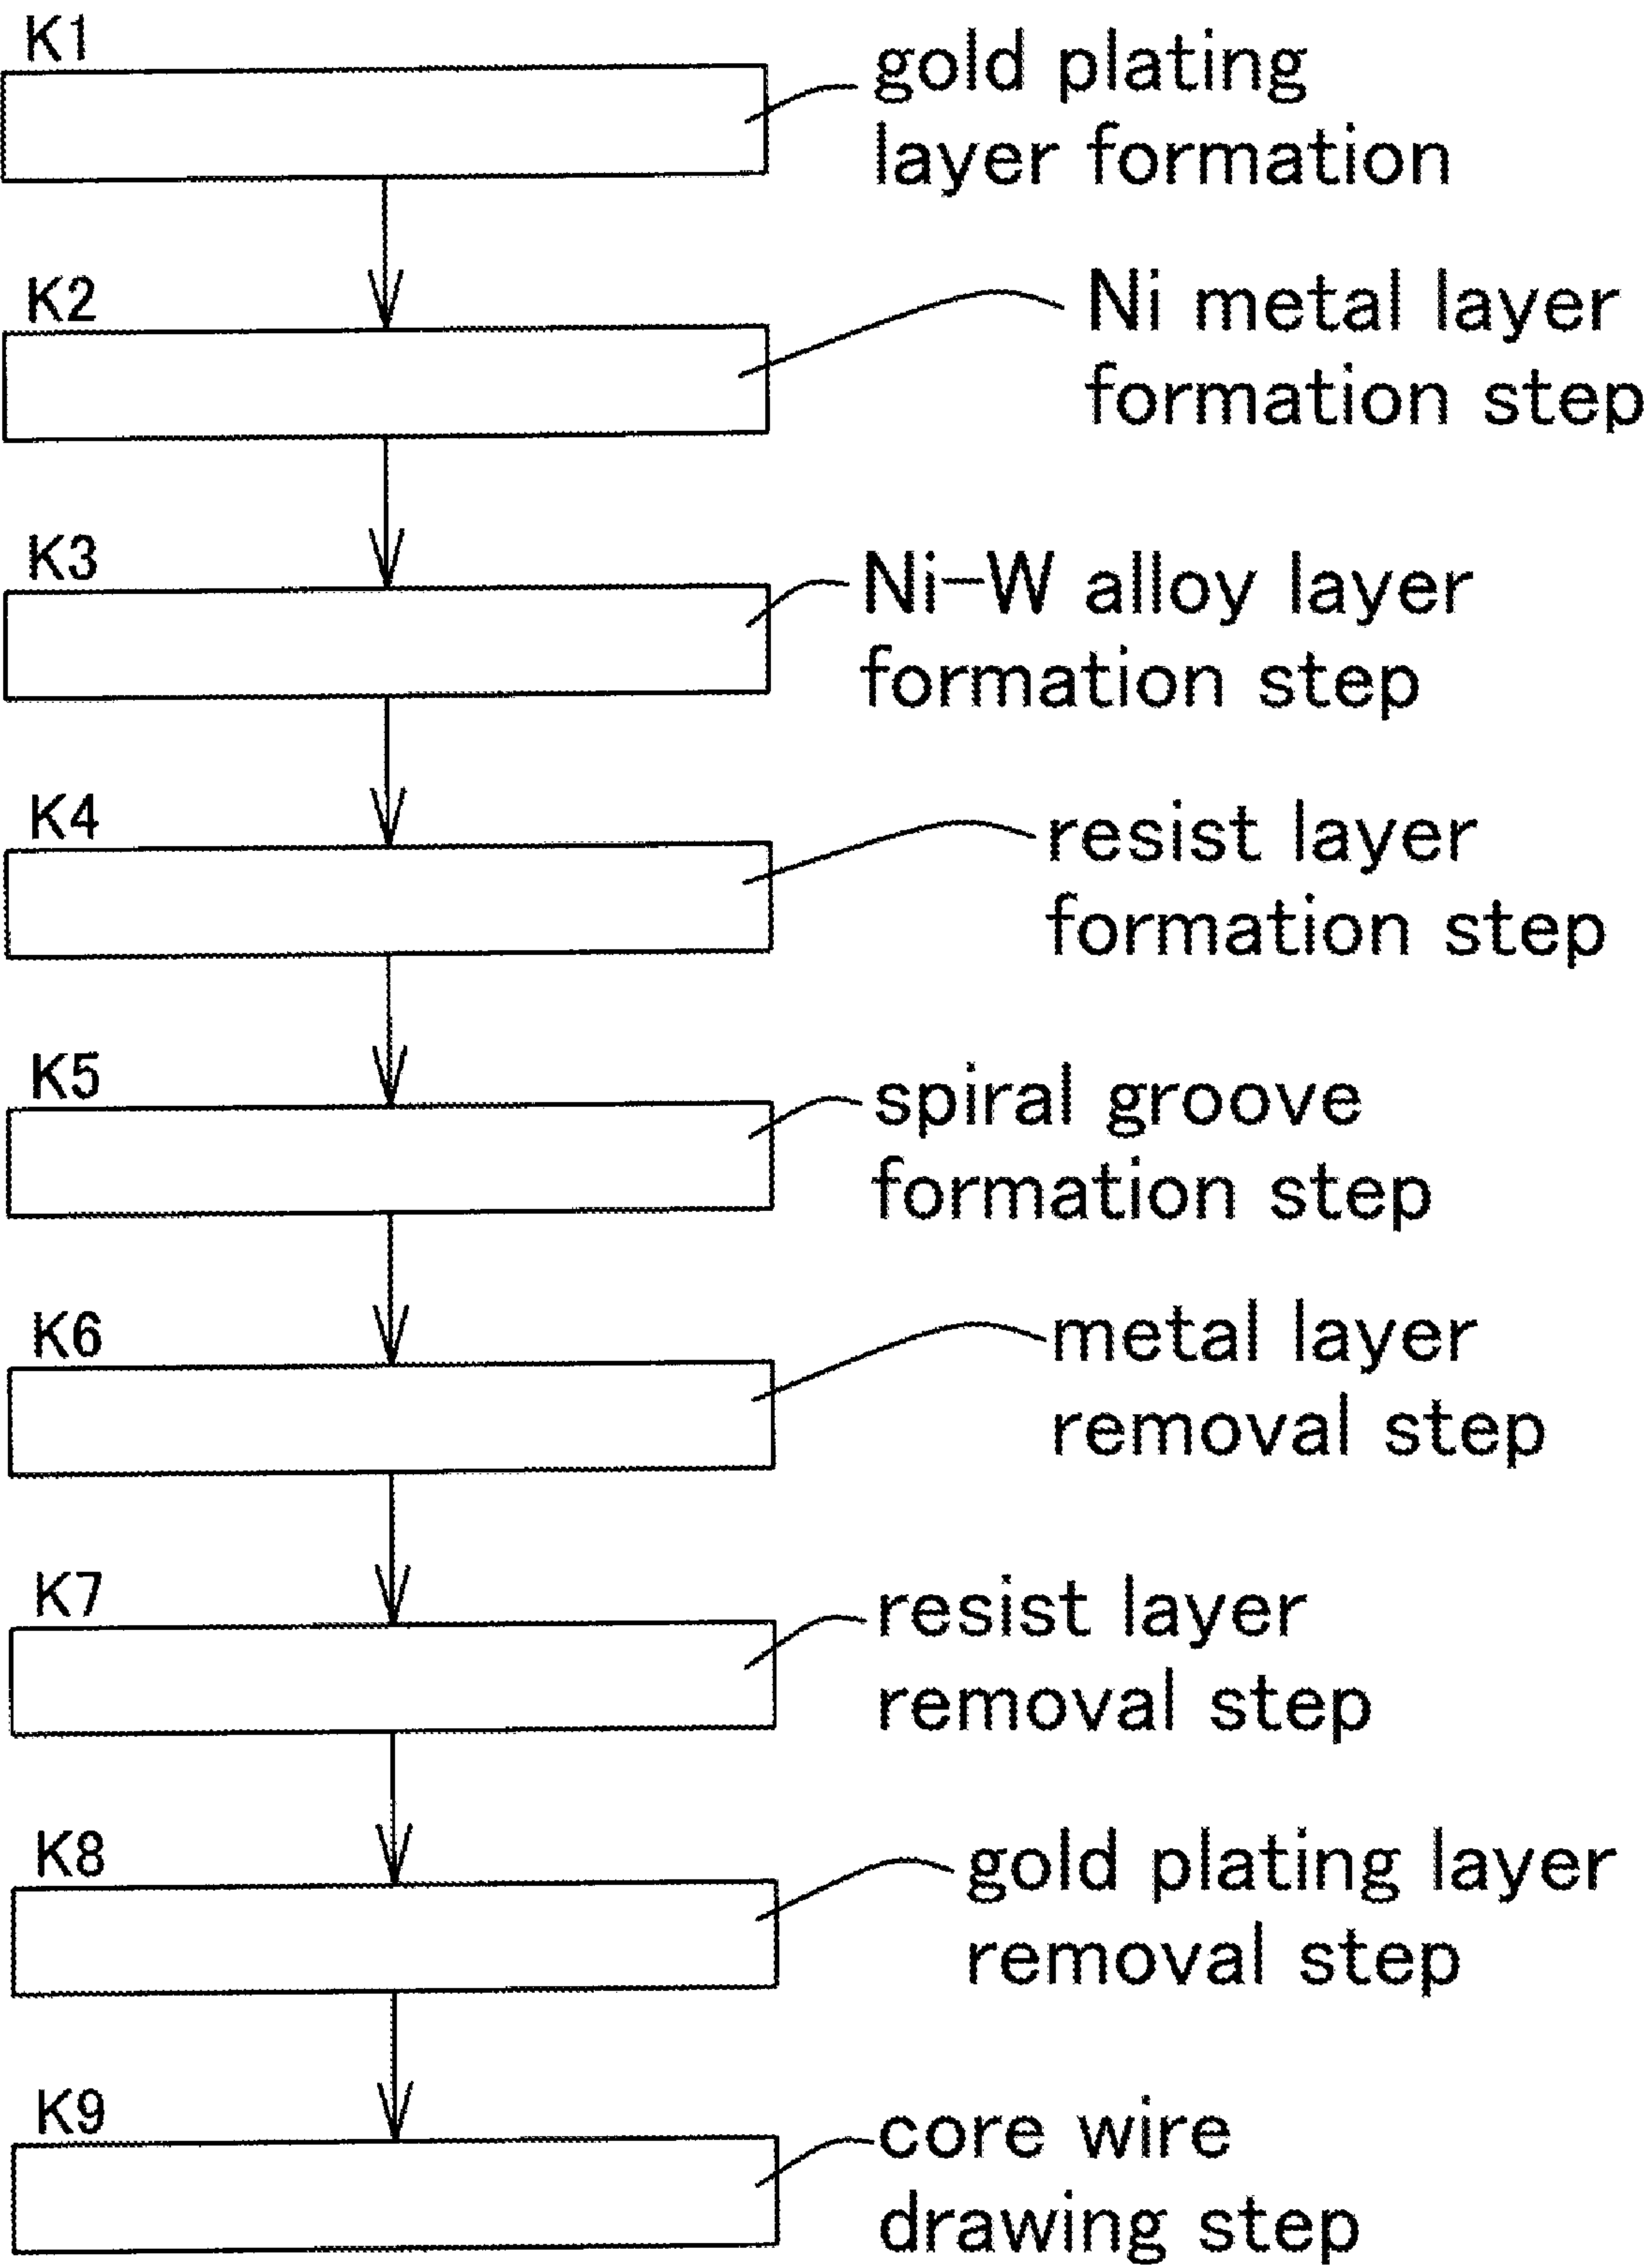 K1
gold plating
layer formation
K2
Ni metal layer
formation step
K3
Ni-W alloy layer
formation step
K4
resist layer
formation step
K5
spiral groove
formation step
K6
metal layer
removal step
K7
resist layer
removal step
K8
gold plating layer
removal step
K9
core wire
drawing step